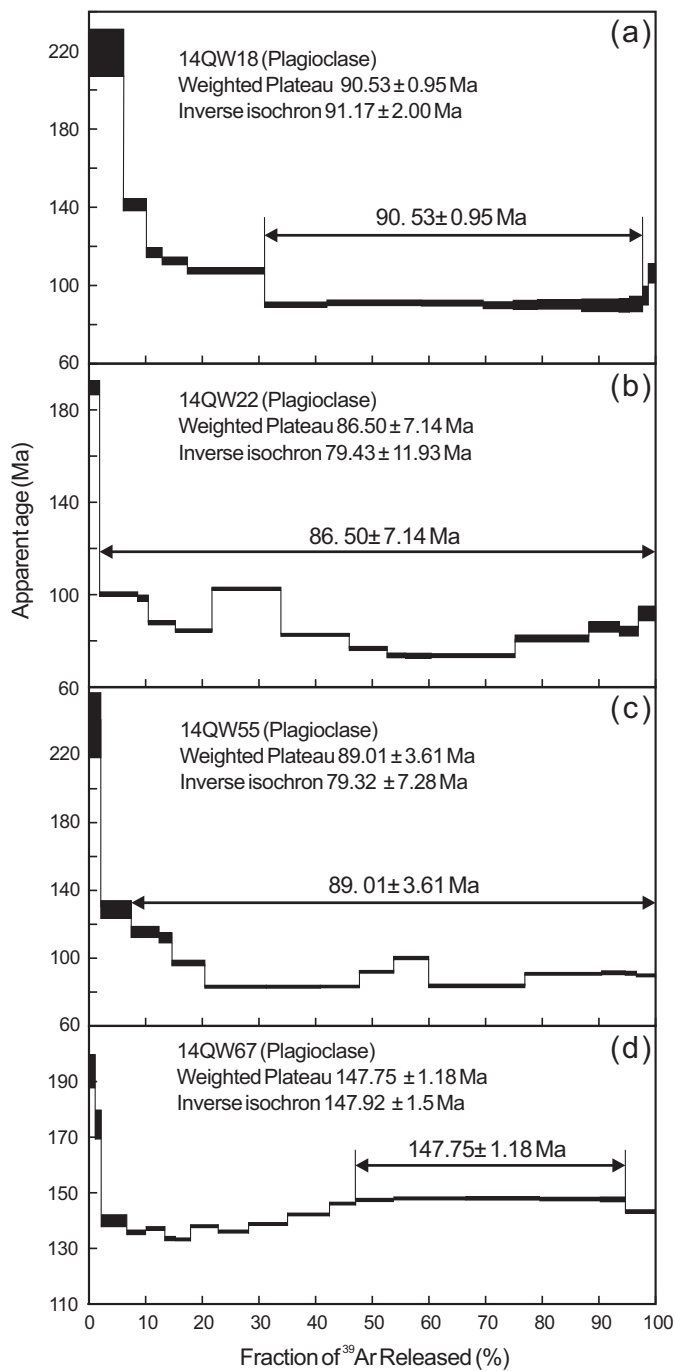 (a)
14QW18 (Plagioclase)
Weighted Plateau 90.53±0.95 Ma
Inverse isochron 91.17±2.00 Ma
90. 53±0.95 Ma
220
180
140
100
60
(b)
14QW22 (Plagioclase)
Weighted Plateau 86.50±7.14 Ma
Inverse isochron 79.43±11.93 Ma
86. 50±7.14 Ma
180
140
100
60
Apparent age (Ma)
(c)
14QW55 (Plagioclase)
Weighted Plateau 89.01±3.61 Ma
Inverse isochron 79.32 ±7.28 Ma
89. 01±3.61 Ma
220
180
140
100
60
(d)
14QW67 (Plagioclase)
Weighted Plateau 147.75 ±1.18 Ma
Inverse isochron 147.92 ±1.5 Ma
147.75±1.18 Ma
190
170
150
130
110
0 10 20 30 40 50 60 70 80 90 100
Fraction of ³⁹Ar Released (%)